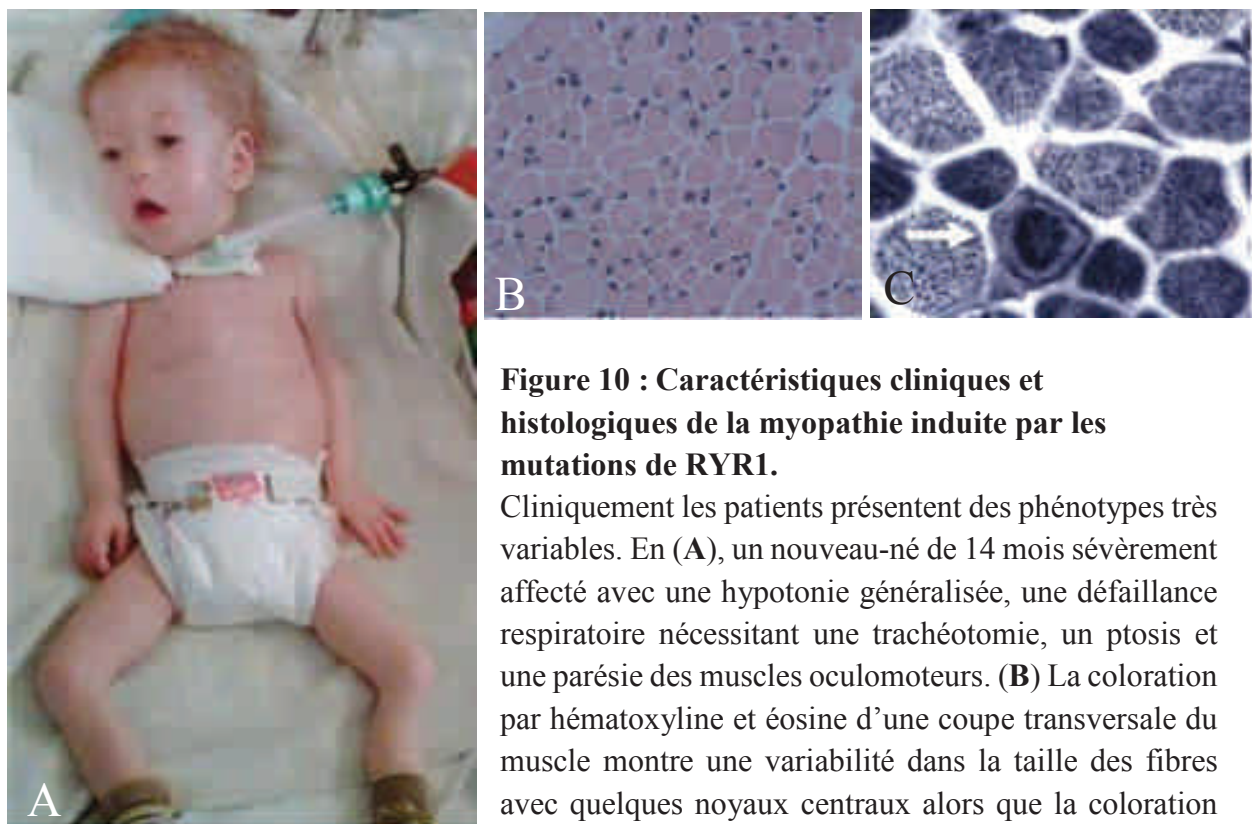 B
C
Figure 10 : Caractéristiques cliniques et
histologiques de la myopathie induite par les
mutations de RYR1.
Cliniquement les patients présentent des phénotypes très
variables. En (A), un nouveau-né de 14 mois sévèrement
affecté avec une hypotonie généralisée, une défaillance
respiratoire nécessitant une trachéotomie, un ptosis et
une parésie des muscles oculomoteurs. (B) La coloration
par hématoxyline et éosine d’une coupe transversale du
muscle montre une variabilité dans la taille des fibres
avec quelques noyaux centraux alors que la coloration
A